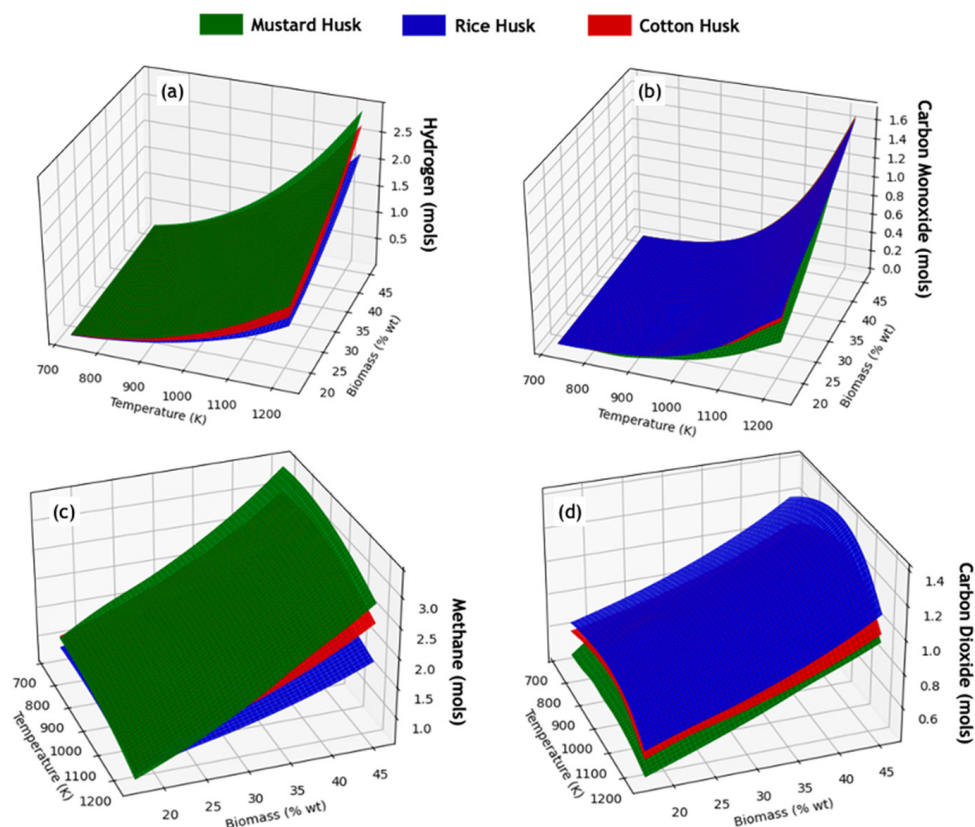 Mustard Husk Rice Husk Cotton Husk
(a)
Hydrogen (mols)
2.5
2.0
1.5
1.0
0.5
45
40
35
30
25
20
Biomass (% wt)
700 800 900 1000 1100 1200
Temperature (K)
(b)
Carbon Monoxide (mols)
1.6
1.4
1.2
1.0
0.8
0.6
0.4
0.2
0.0
45
40
35
30
25
20
Biomass (% wt)
700 800 900 1000 1100 1200
Temperature (K)
(c)
Methane (mols)
3.0
2.5
2.0
1.5
1.0
700
800
900
1000
1100
1200
Temperature (K)
20 25 30 35 40 45
Biomass (% wt)
(d)
Carbon Dioxide (mols)
1.4
1.2
1.0
0.8
0.6
700
800
900
1000
1100
1200
Temperature (K)
20 25 30 35 40 45
Biomass (% wt)